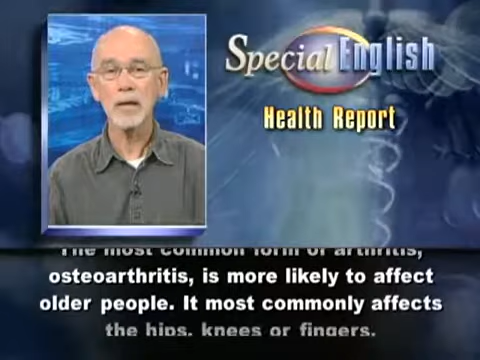 Special English
Health Report
The most common form of arthritis,
osteoarthritis, is more likely to affect
older people. It most commonly affects
the hips, knees or fingers.